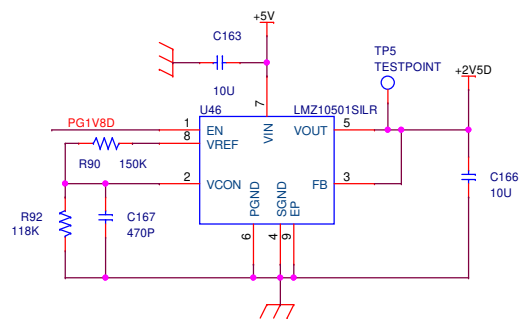 +5V
C163
TP5
TESTPOINT
+2V5D
10U
U46
7
LMZ10501SILR
PG1V8D
1
EN
VIN
VOUT
5
8
VREF
R90
150K
2
VCON
FB
3
C166
10U
R92
118K
C167
470P
PGND
SGND
EP
6
4
9